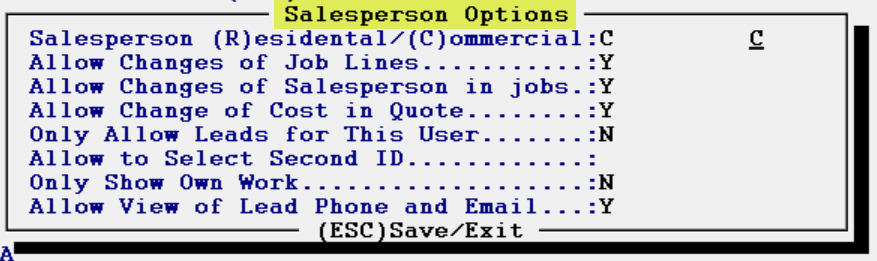 Salesperson Options
Salesperson (R)esidental/(C)ommercial:C C
Allow Changes of Job Lines...........:Y
Allow Changes of Salesperson in jobs.:Y
Allow Change of Cost in Quote........:Y
Only Allow Leads for This User.......:N
Allow to Select Second ID............:
Only Show Own Work...................:N
Allow View of Lead Phone and Email...:Y
(ESC)Save/Exit
A